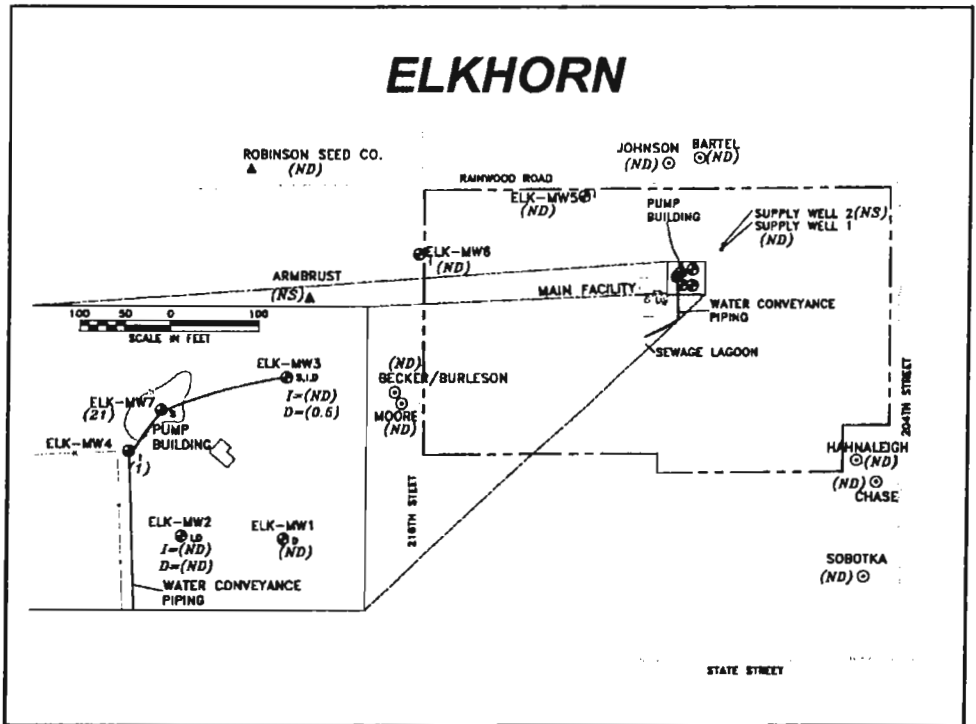 ELKHORN
ROBINSON SEED CO.
(ND)
JOHNSON
(ND)
BARTEL
(ND)
RAINWOOD ROAD
ELK-MW5
(ND)
PUMP
BUILDING
SUPPLY WELL 2 (NS)
SUPPLY WELL 1
(ND)
ELK-MW6
(ND)
ARMBRUST
(NS)
MAIN FACILITY
WATER CONVEYANCE
PIPING
SEWAGE LAGOON
100 50 0 100
SCALE IN FEET
ELK-MW3
S,I,D
I=(ND)
D=(0.5)
ELK-MW7
(21)
S
PUMP
BUILDING
ELK-MW4
(1)
(ND)
BECKER/BURLESON
MOORE
(ND)
204TH STREET
HAHNALEIGH
(ND)
(ND)
CHASE
ELK-MW2
I,D
I=(ND)
D=(ND)
ELK-MW1
D
(ND)
216TH STEET
WATER CONVEYANCE
PIPING
SOBOTKA
(ND)
STATE STREET